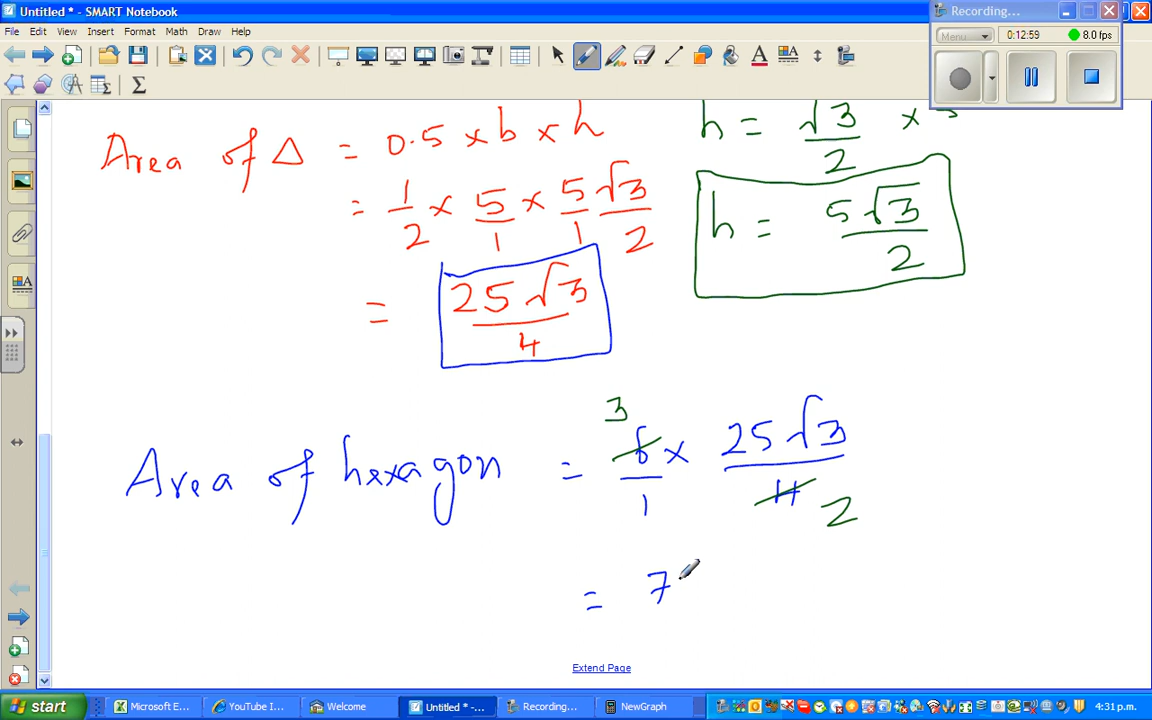 Untitled * - SMART Notebook
Recording...
File Edit View Insert Format Math Draw Help
Menu 0:12:59 8.0 fps
Area of Δ = 0.5 × b × h
= 1/2 × 5/1 × 5/1 √3/2
= 25√3/4
h = √3/2 ×
h = 5√3/2
Area of hexagon = 6/1 × 25√3/4
3
2
= 7
Extend Page
start Microsoft E... YouTube I... Welcome Untitled * -... Recording... NewGraph 4:31 p.m.